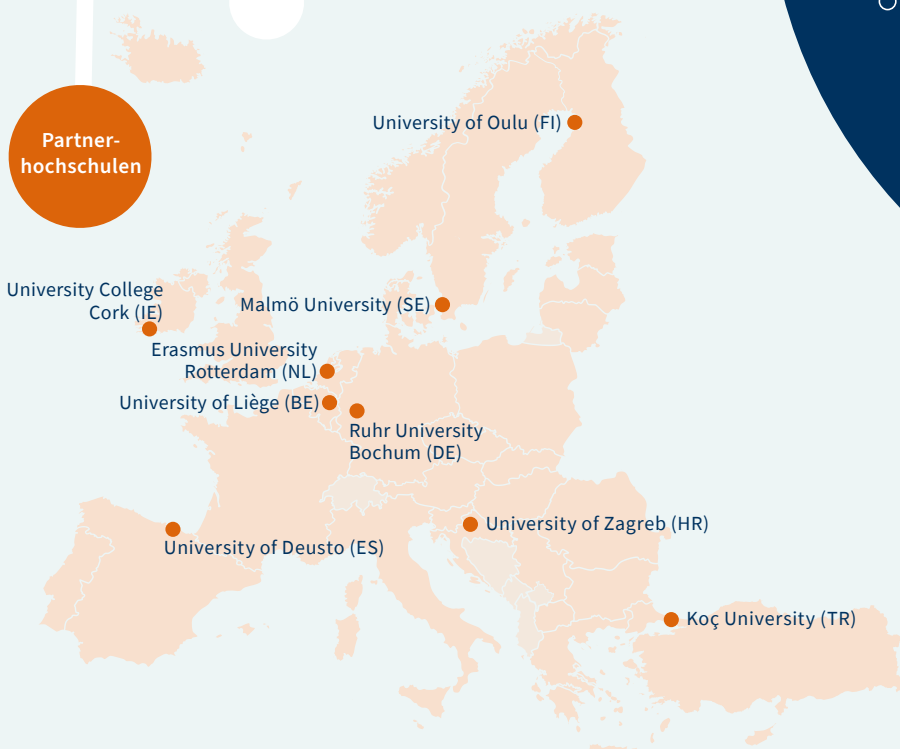 Partner-
hochschulen
University of Oulu (FI)
University College
Cork (IE)
Malmö University (SE)
Erasmus University
Rotterdam (NL)
University of Liège (BE)
Ruhr University
Bochum (DE)
University of Zagreb (HR)
University of Deusto (ES)
Koç University (TR)